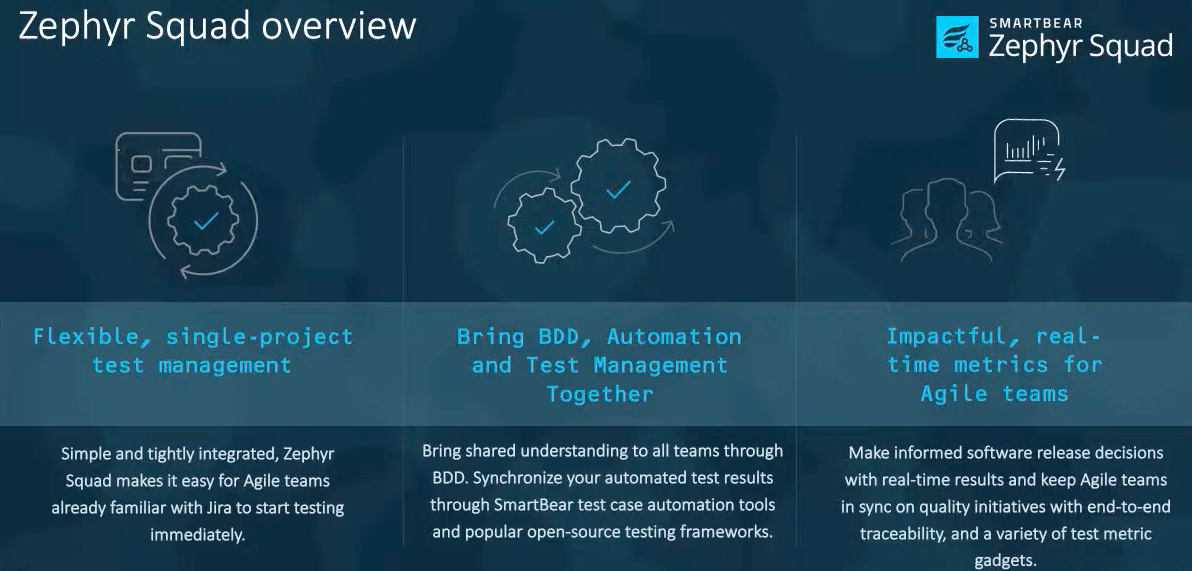 Zephyr Squad overview
SMARTBEAR
Zephyr Squad
Flexible, single-project
test management
Simple and tightly integrated, Zephyr
Squad makes it easy for Agile teams
already familiar with Jira to start testing
immediately.
Bring BDD, Automation
and Test Management
Together
Bring shared understanding to all teams through
BDD. Synchronize your automated test results
through SmartBear test case automation tools
and popular open-source testing frameworks.
Impactful, real-
time metrics for
Agile teams
Make informed software release decisions
with real-time results and keep Agile teams
in sync on quality initiatives with end-to-end
traceability, and a variety of test metric
gadgets.